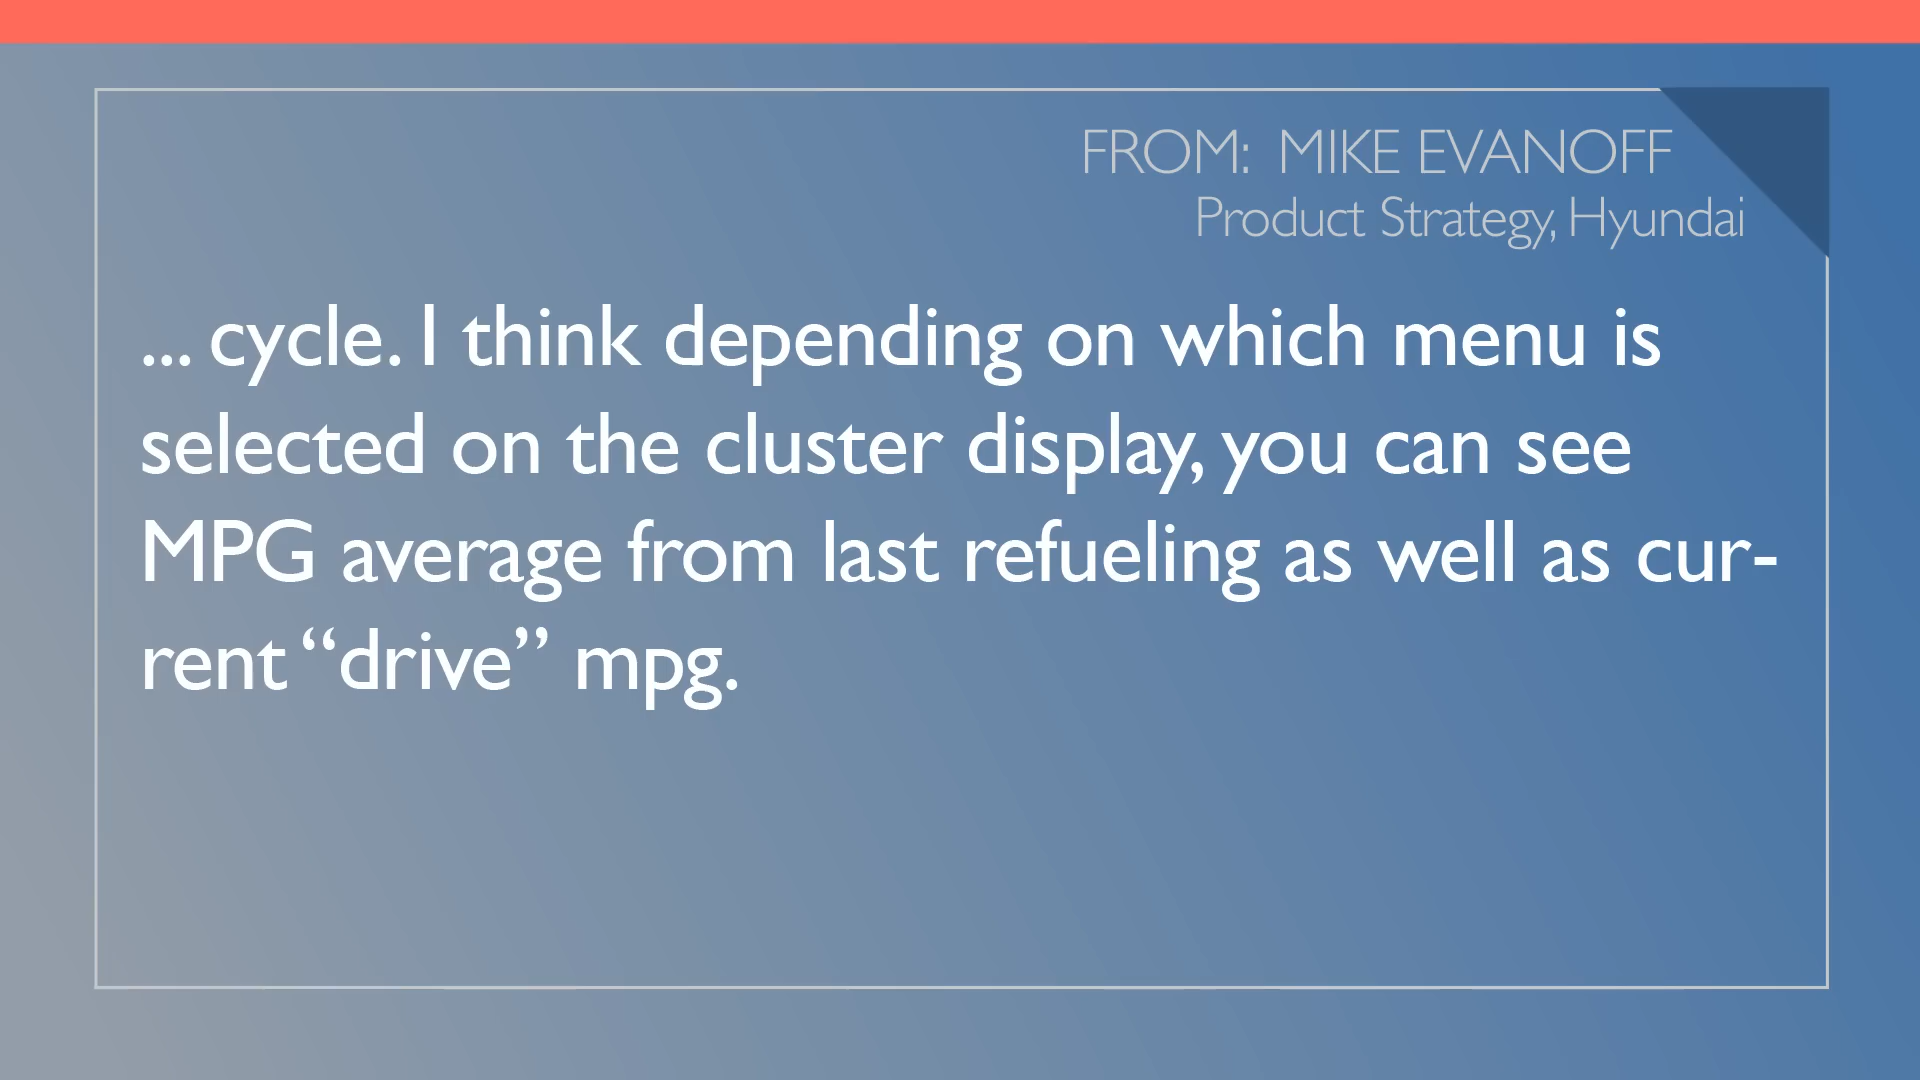 FROM:  MIKE EVANOFF
Product Strategy, Hyundai
... cycle. I think depending on which menu is
selected on the cluster display, you can see
MPG average from last refueling as well as cur-
rent “drive” mpg.